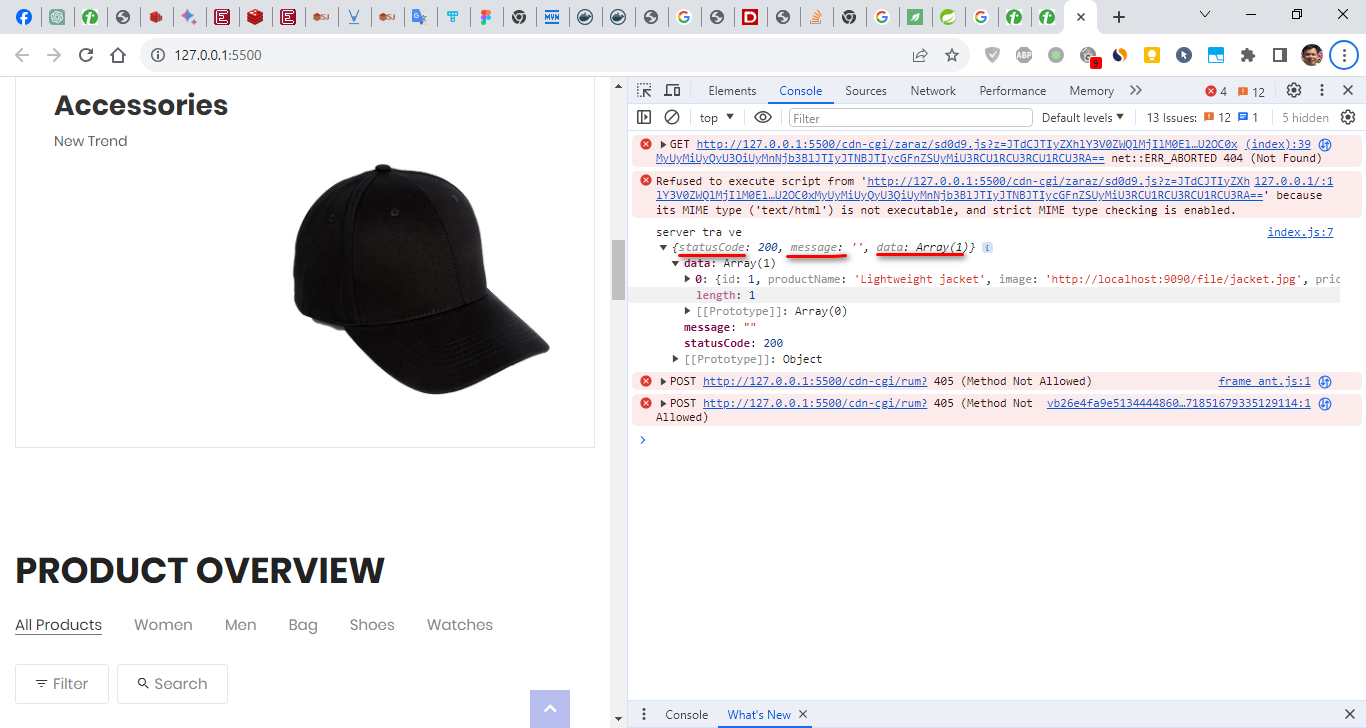 127.0.0.1:5500
Accessories
New Trend
PRODUCT OVERVIEW
All Products Women Men Bag Shoes Watches
Filter Search
Elements Console Sources Network Performance Memory 4 12
top Filter Default levels 13 Issues: 12 1 5 hidden
GET http://127.0.0.1:5500/cdn-cgi/zaraz/sd0d9.js?z=JTdCJTIyZXhlY3V0ZWQlMjIlM0El…U2OC0x (index):39
MyUyMiUyQyU3QiUyMnNjb3BlJTIyJTNBJTIycGFnZSUyMiU3RCU1RCU3RCU1RCU3RA== net::ERR_ABORTED 404 (Not Found)
Refused to execute script from 'http://127.0.0.1:5500/cdn-cgi/zaraz/sd0d9.js?z=JTdCJTIyZXh 127.0.0.1/:1
lY3V0ZWQlMjIlM0El…U2OC0xMyUyMiUyQyU3QiUyMnNjb3BlJTIyJTNBJTIycGFnZSUyMiU3RCU1RCU3RCU1RCU3RA==' because
its MIME type ('text/html') is not executable, and strict MIME type checking is enabled.
server tra ve index.js:7
{statusCode: 200, message: '', data: Array(1)}
data: Array(1)
0: {id: 1, productName: 'Lightweight jacket', image: 'http://localhost:9090/file/jacket.jpg', pric
length: 1
[[Prototype]]: Array(0)
message: ""
statusCode: 200
[[Prototype]]: Object
POST http://127.0.0.1:5500/cdn-cgi/rum? 405 (Method Not Allowed) frame_ant.js:1
POST http://127.0.0.1:5500/cdn-cgi/rum? 405 (Method Not vb26e4fa9e5134444860…71851679335129114:1
Allowed)
Console What's New